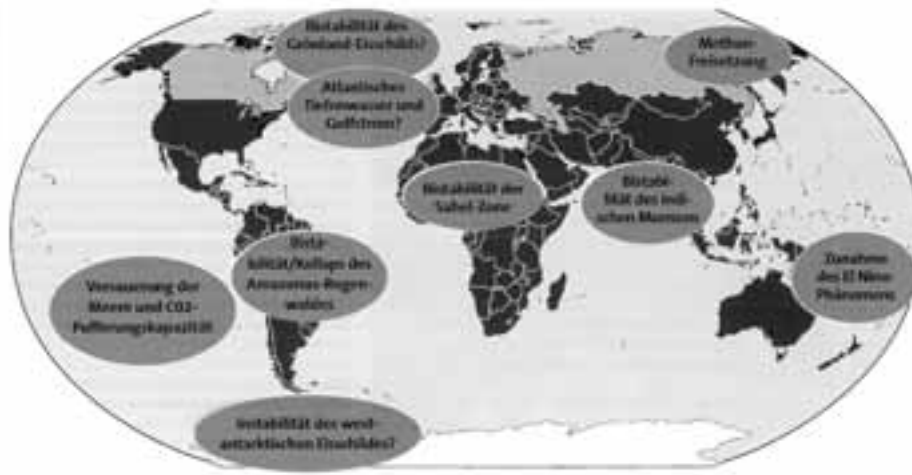 Bistabilität des
Grönland-Eisschilds?
Methan-
Freisetzung
Atlantisches
Tiefenwasser und
Golfstrom?
Bistabilität der
Sahel-Zone
Bistabi-
lität des Indi-
schen Monsuns
Bista-
bilität/Kollaps des
Amazonas-Regen-
waldes
Zunahme
des El Nino-
Phänomens
Versauerung der
Meere und CO2-
Pufferungskapazität
Instabilität des west-
antarktischen Eisschildes?